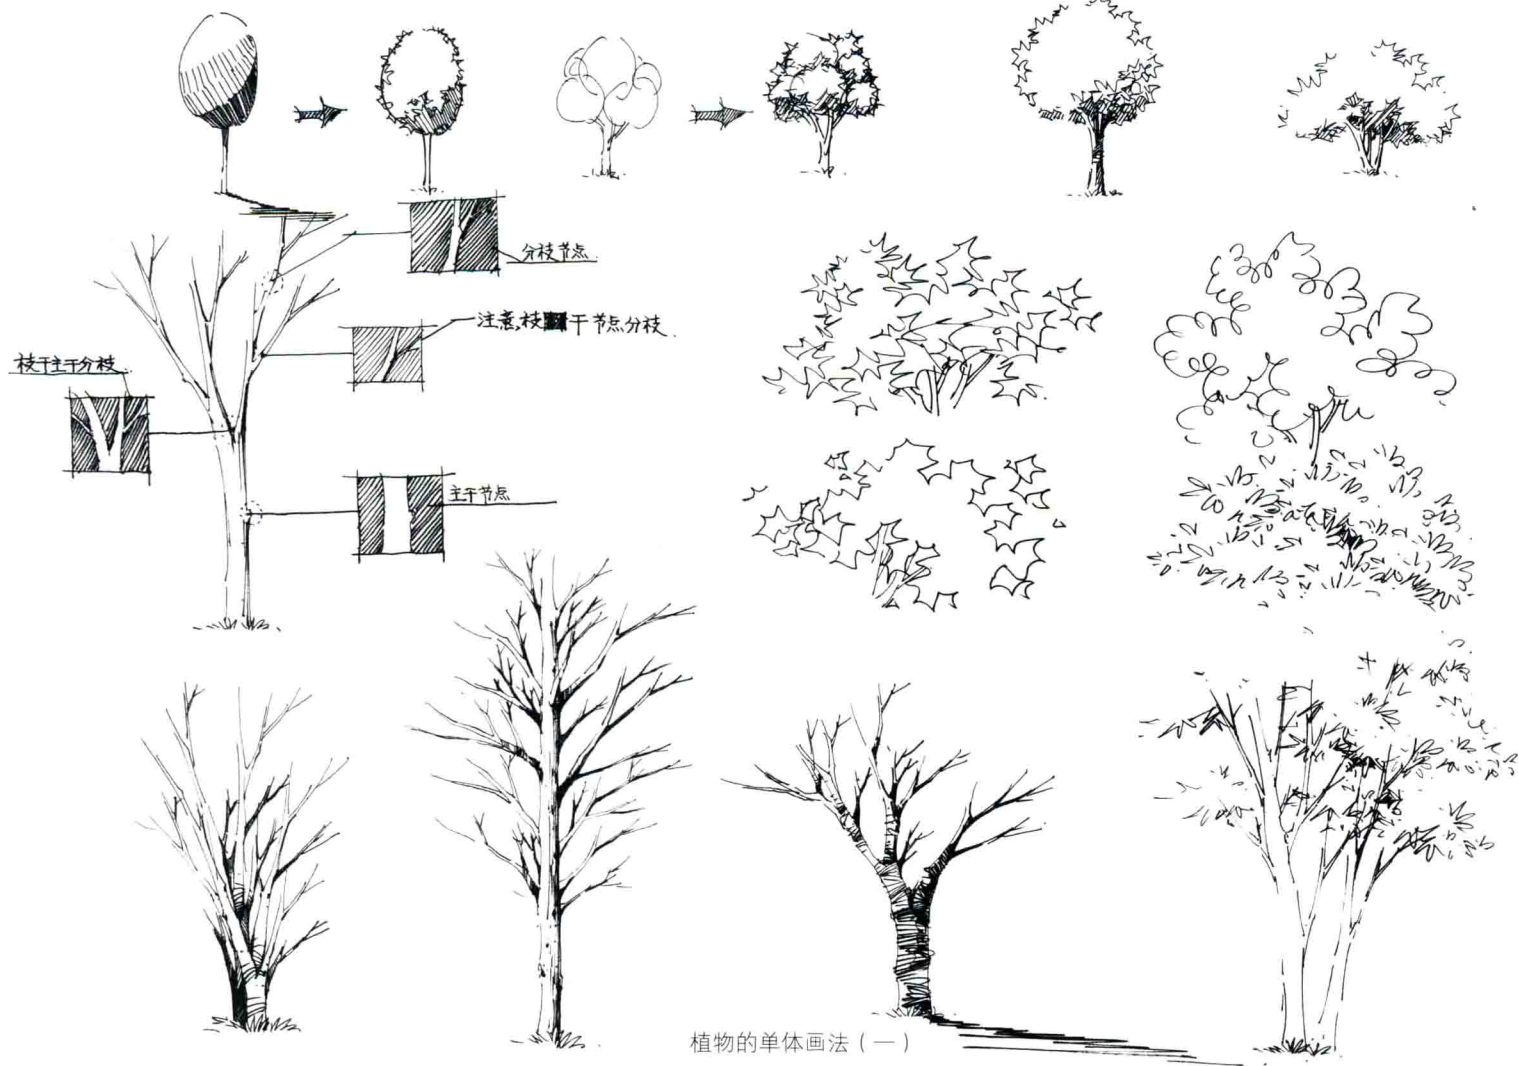 分枝节点
注意,枝干节点分枝.
枝干主干分枝
主干节点
植物的单体画法（一）